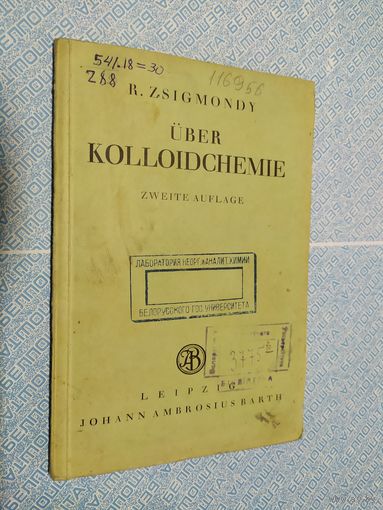 541.18=30
Z88
116956
R. ZSIGMONDY
ÜBER
KOLLOIDCHEMIE
ZWEITE AUFLAGE
ЛАБОРАТОРИЯ НЕОРГ. АНАЛИТ. ХИМИИ
БЕЛОРУССКОГО ГОС. УНИВЕРСИТЕТА
3775
LEIPZIG
JOHANN AMBROSIUS BARTH